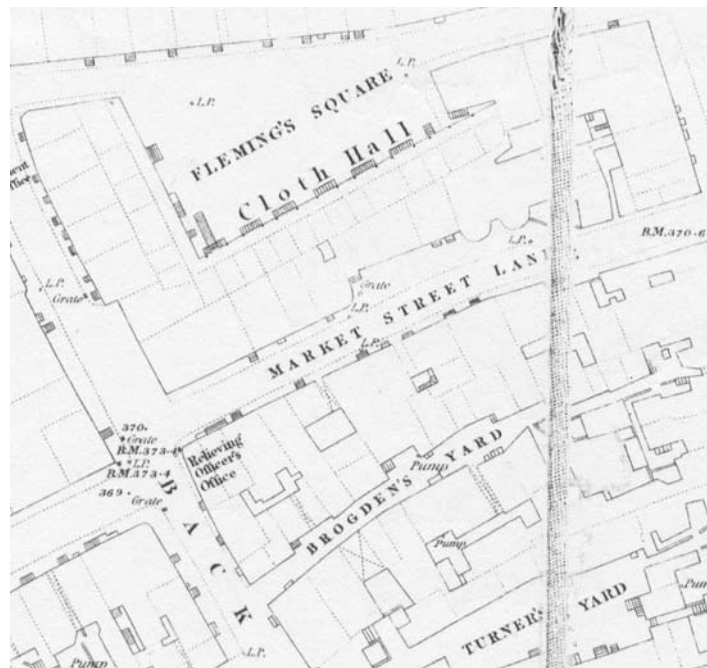 L.P.
L.P.
FLEMING'S SQUARE
Cloth Hall
L.P.
B.M. 370·6
L.P.
Grate
Grate
L.P.
MARKET STREET LANE
L.P.
370·
Grate
B.M. 373·4
L.P.
B.M. 373·4
369·
Grate
Relieving
Officer's
Office
BACK
Pump
BROGDEN'S YARD
Pump
TURNER'S YARD
L.P.
Pump